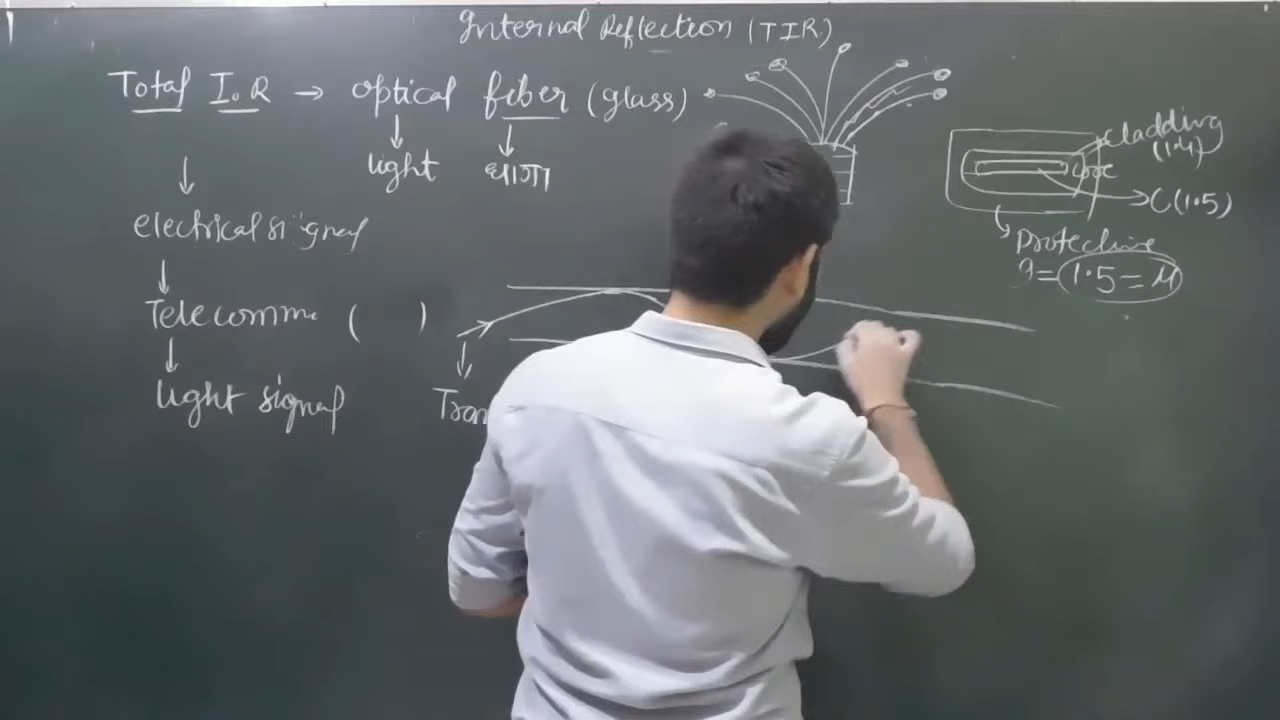 Internal Reflection (TIR)
Total I.R → optical fiber (glass)
light धागा
electrical signal
Telecomm ( )
light signal
Tran
cladding
(1.4)
core
C(1.5)
protective
g = 1.5 = μ